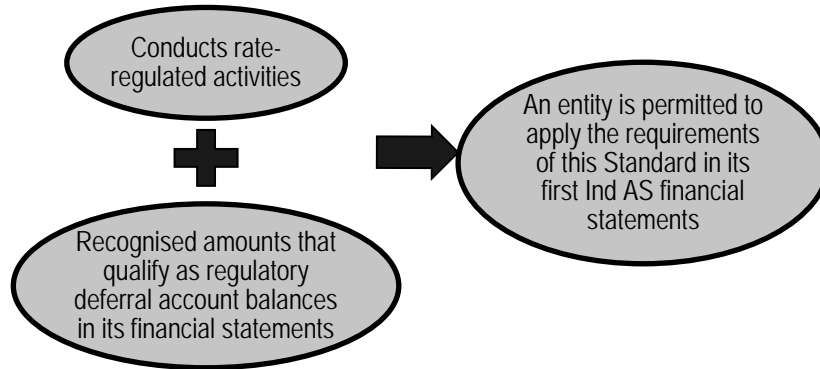 Conducts rate-
regulated activities
Recognised amounts that
qualify as regulatory
deferral account balances
in its financial statements
An entity is permitted to
apply the requirements
of this Standard in its
first Ind AS financial
statements